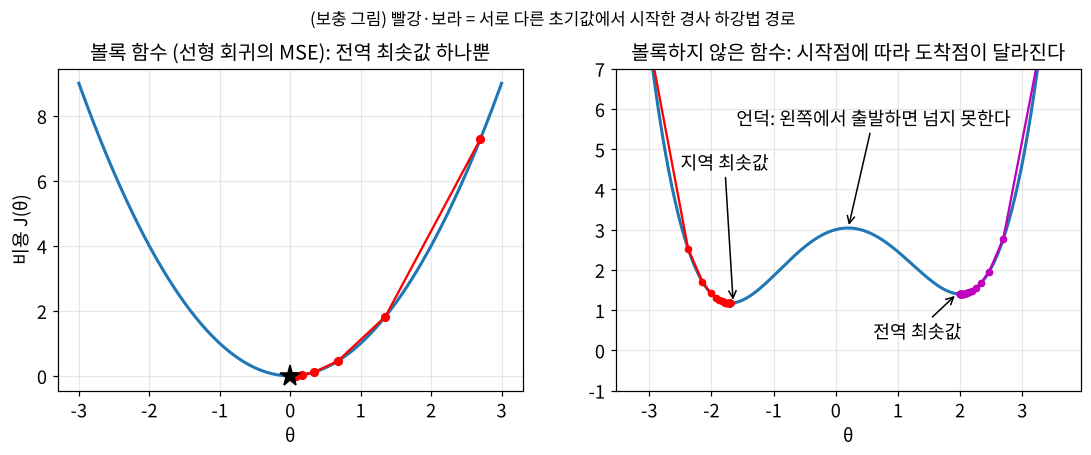 (보충 그림) 빨강·보라 = 서로 다른 초기값에서 시작한 경사 하강법 경로
볼록 함수 (선형 회귀의 MSE): 전역 최솟값 하나뿐
비용 J(θ)
8
6
4
2
0
-3 -2 -1 0 1 2 3
θ
볼록하지 않은 함수: 시작점에 따라 도착점이 달라진다
7
6
5
4
3
2
1
0
-1
언덕: 왼쪽에서 출발하면 넘지 못한다
지역 최솟값
전역 최솟값
-3 -2 -1 0 1 2 3
θ